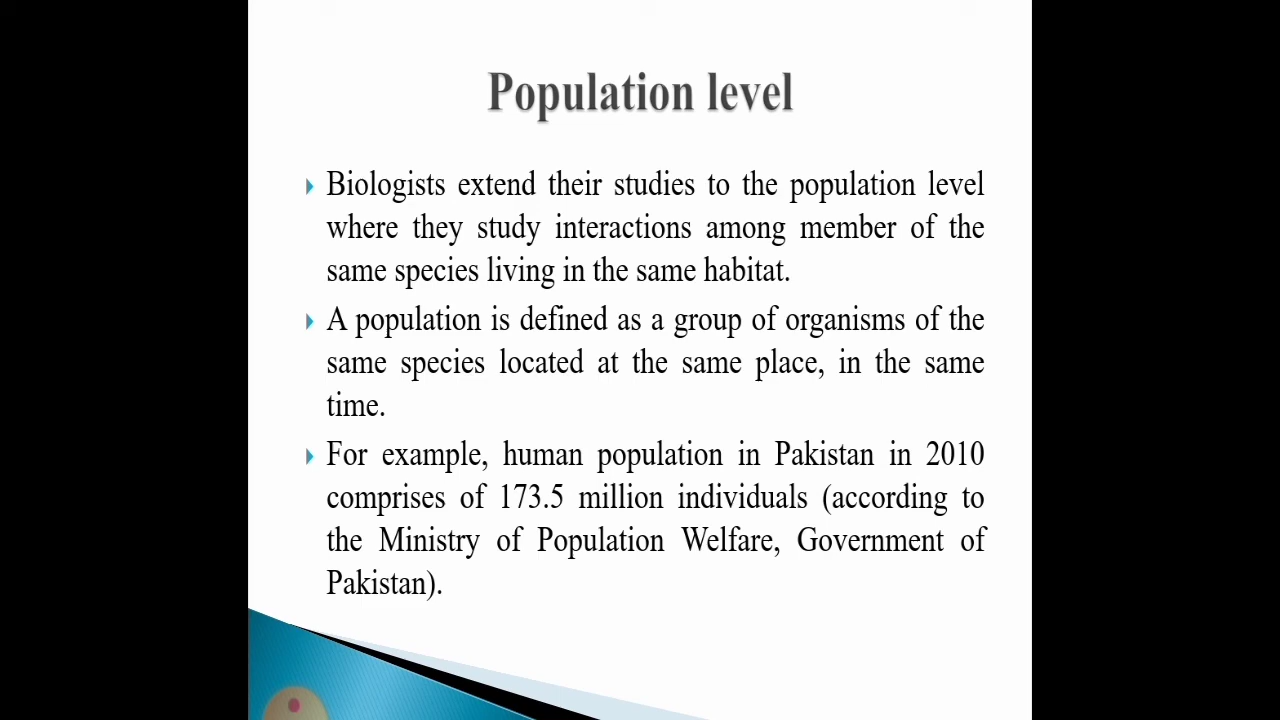 Population level
Biologists extend their studies to the population level
where they study interactions among member of the
same species living in the same habitat.
A population is defined as a group of organisms of the
same species located at the same place, in the same
time.
For example, human population in Pakistan in 2010
comprises of 173.5 million individuals (according to
the Ministry of Population Welfare, Government of
Pakistan).